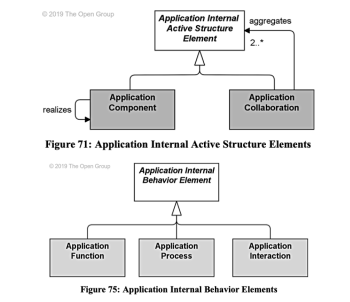 © 2019 The Open Group
Application Internal
Active Structure
Element
aggregates
2..*
realizes
Application
Component
Application
Collaboration
Figure 71: Application Internal Active Structure Elements
© 2019 The Open Group
Application Internal
Behavior Element
Application
Function
Application
Process
Application
Interaction
Figure 75: Application Internal Behavior Elements